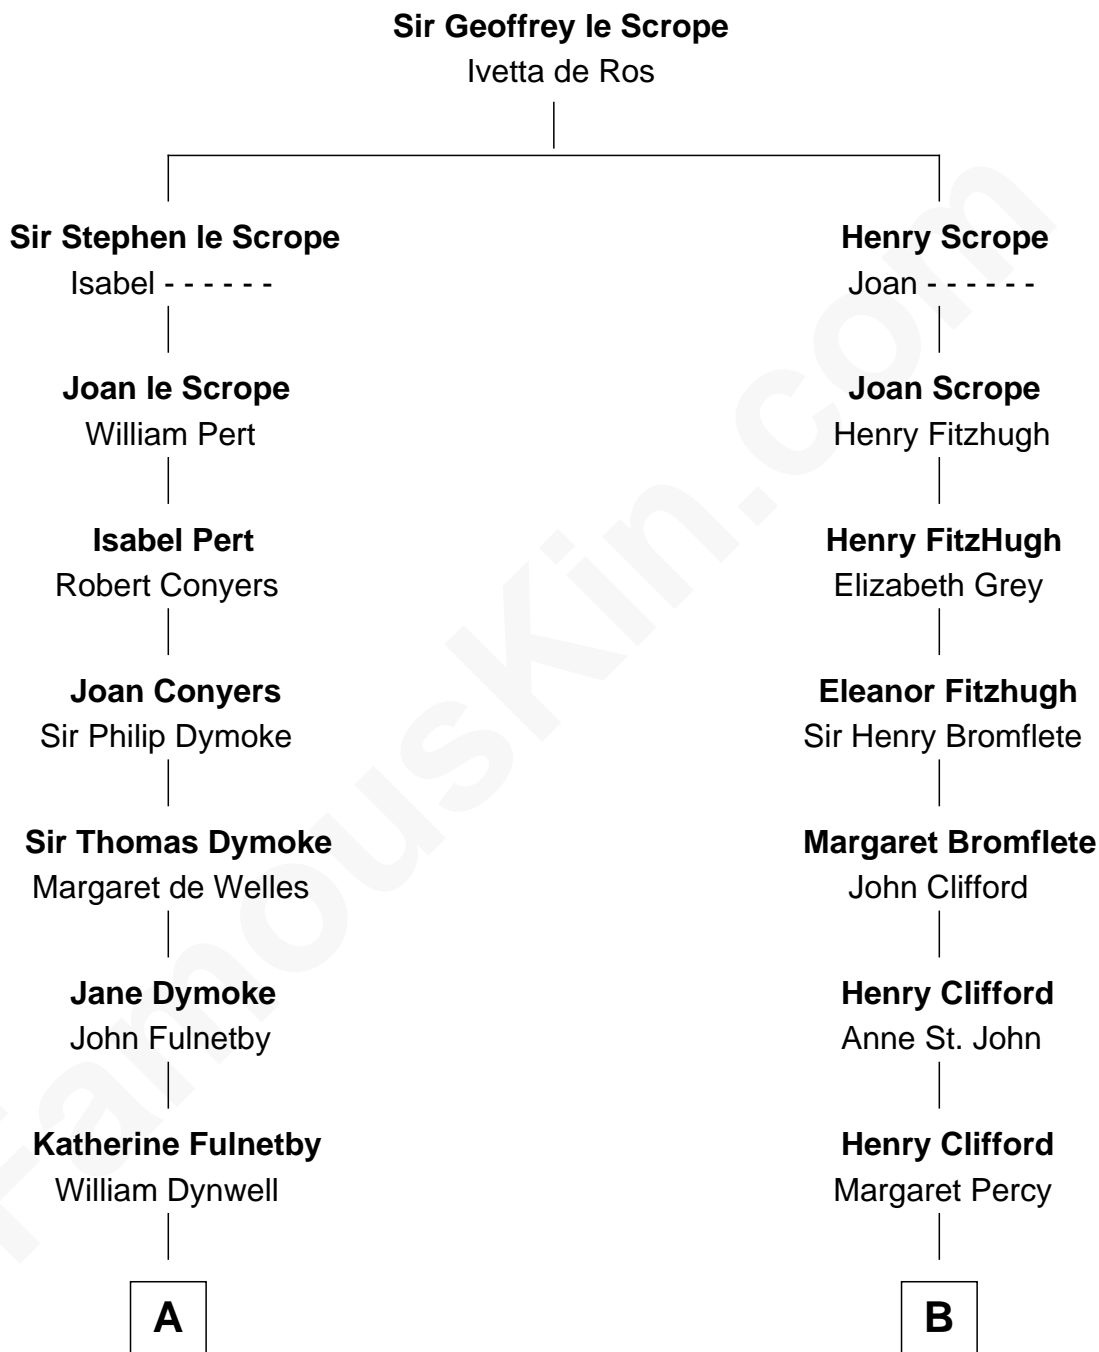 Sir Geoffrey le Scrope
Ivetta de Ros
Sir Stephen le Scrope
Isabel - - - - - -
Joan le Scrope
William Pert
Isabel Pert
Robert Conyers
Joan Conyers
Sir Philip Dymoke
Sir Thomas Dymoke
Margaret de Welles
Jane Dymoke
John Fulnetby
Katherine Fulnetby
William Dynwell
A
Henry Scrope
Joan - - - - - -
Joan Scrope
Henry Fitzhugh
Henry FitzHugh
Elizabeth Grey
Eleanor Fitzhugh
Sir Henry Bromflete
Margaret Bromflete
John Clifford
Henry Clifford
Anne St. John
Henry Clifford
Margaret Percy
B
FamousKin.com